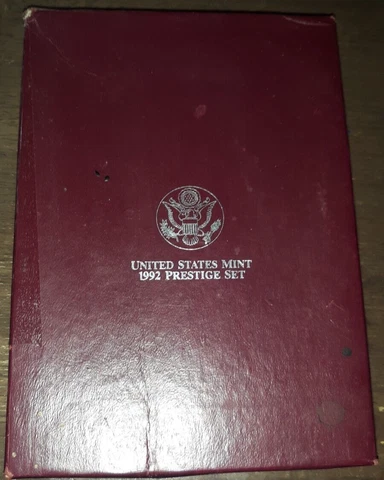 UNITED STATES MINT
1992 PRESTIGE SET